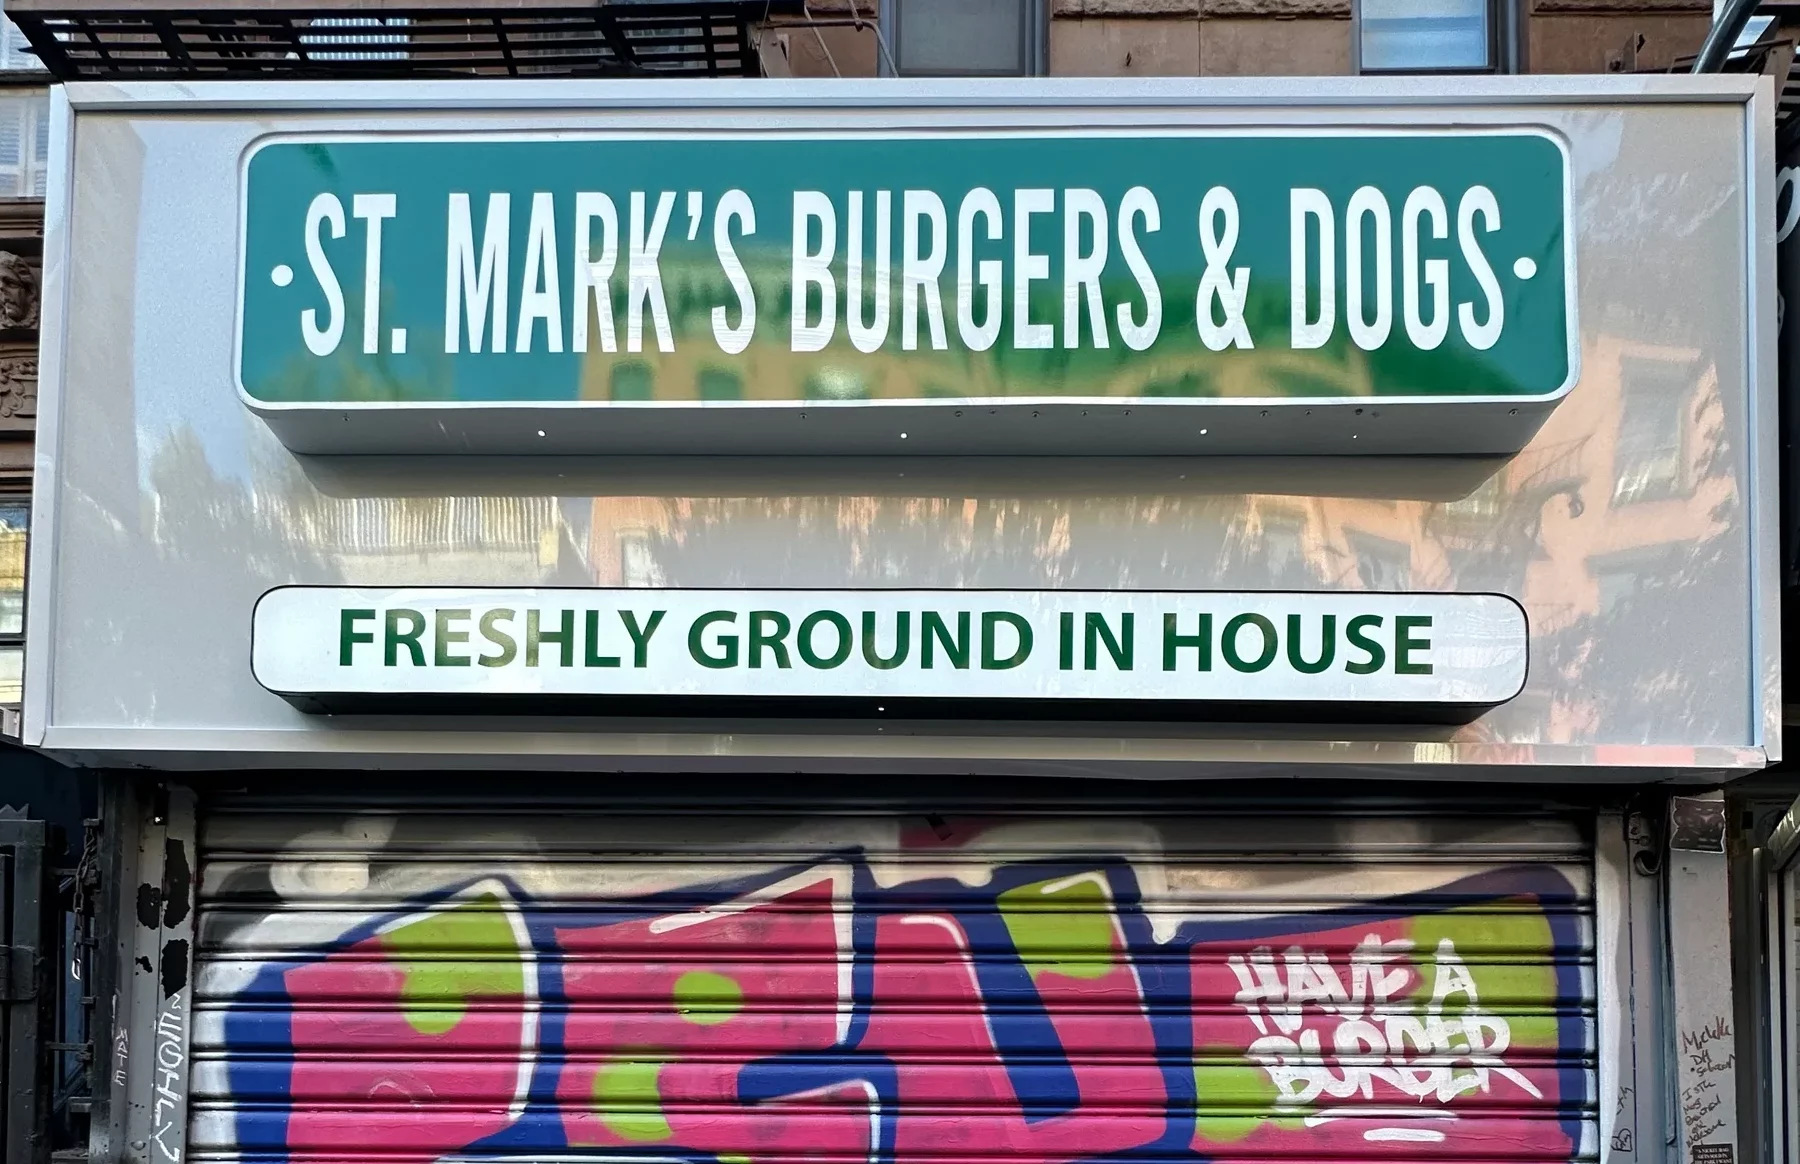 ST. MARK'S BURGERS & DOGS
FRESHLY GROUND IN HOUSE
HAVE A
BURGER